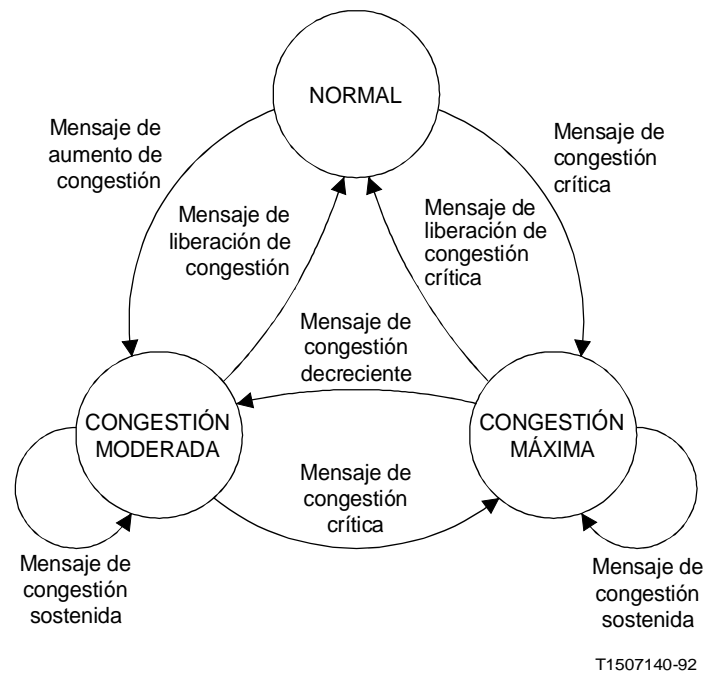 NORMAL
Mensaje de
aumento de
congestión
Mensaje de
congestión
crítica
Mensaje de
liberación de
congestión
Mensaje de
liberación de
congestión
crítica
Mensaje de
congestión
decreciente
CONGESTIÓN
MODERADA
CONGESTIÓN
MÁXIMA
Mensaje de
congestión
crítica
Mensaje de
congestión
sostenida
Mensaje de
congestión
sostenida
T1507140-92